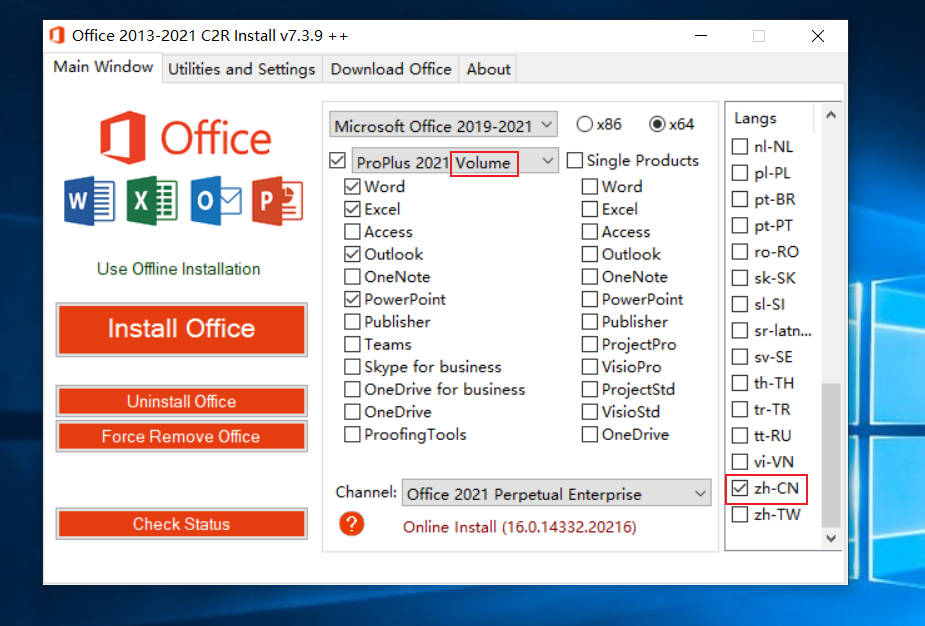 Office 2013-2021 C2R Install v7.3.9 ++
Main Window
Utilities and Settings
Download Office
About
Office
W
X
O
P
Use Offline Installation
Install Office
Uninstall Office
Force Remove Office
Check Status
Microsoft Office 2019-2021
x86
x64
ProPlus 2021 Volume
Single Products
Word
Excel
Access
Outlook
OneNote
PowerPoint
Publisher
Teams
Skype for business
OneDrive for business
OneDrive
ProofingTools
Word
Excel
Access
Outlook
OneNote
PowerPoint
Publisher
ProjectPro
VisioPro
ProjectStd
VisioStd
OneDrive
Channel:
Office 2021 Perpetual Enterprise
?
Online Install (16.0.14332.20216)
Langs
nl-NL
pl-PL
pt-BR
pt-PT
ro-RO
sk-SK
sl-SI
sr-latn...
sv-SE
th-TH
tr-TR
tt-RU
vi-VN
zh-CN
zh-TW